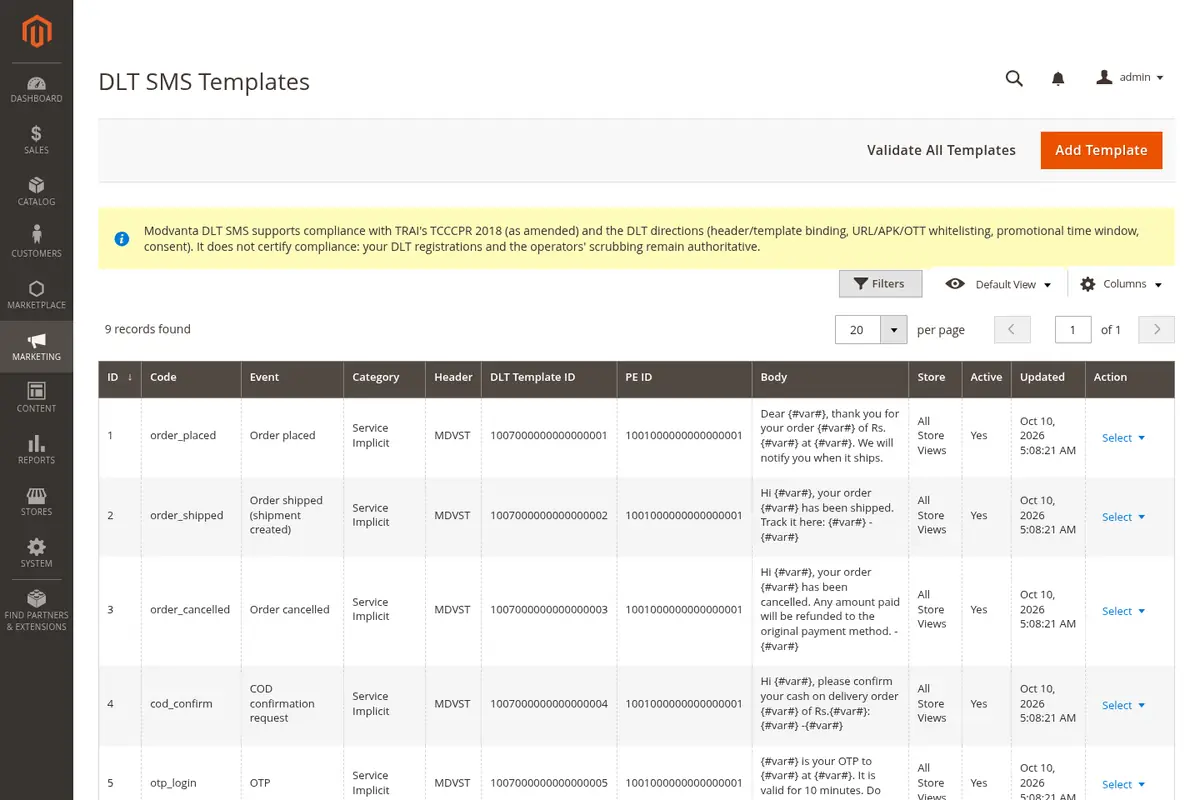 DLT SMS Templates
admin
DASHBOARD
SALES
CATALOG
CUSTOMERS
MARKETPLACE
MARKETING
CONTENT
REPORTS
STORES
SYSTEM
FIND PARTNERS
& EXTENSIONS
Validate All Templates
Add Template
Modvanta DLT SMS supports compliance with TRAI's TCCCPR 2018 (as amended) and the DLT directions (header/template binding, URL/APK/OTT whitelisting, promotional time window,
consent). It does not certify compliance: your DLT registrations and the operators' scrubbing remain authoritative.
Filters
Default View
Columns
9 records found
20
per page
1
of 1
ID ↓ Code Event Category Header DLT Template ID PE ID Body Store Active Updated Action
1
order_placed
Order placed
Service
Implicit
MDVST
1007000000000000001
1001000000000000001
Dear {#var#}, thank you for
your order {#var#} of Rs.
{#var#} at {#var#}. We will
notify you when it ships.
All
Store
Views
Yes
Oct 10,
2026
5:08:21 AM
Select
2
order_shipped
Order shipped
(shipment
created)
Service
Implicit
MDVST
1007000000000000002
1001000000000000001
Hi {#var#}, your order
{#var#} has been shipped.
Track it here: {#var#} -
{#var#}
All
Store
Views
Yes
Oct 10,
2026
5:08:21 AM
Select
3
order_cancelled
Order cancelled
Service
Implicit
MDVST
1007000000000000003
1001000000000000001
Hi {#var#}, your order
{#var#} has been
cancelled. Any amount paid
will be refunded to the
original payment method. -
{#var#}
All
Store
Views
Yes
Oct 10,
2026
5:08:21 AM
Select
4
cod_confirm
COD
confirmation
request
Service
Implicit
MDVST
1007000000000000004
1001000000000000001
Hi {#var#}, please confirm
your cash on delivery order
{#var#} of Rs.{#var#}:
{#var#} -{#var#}
All
Store
Views
Yes
Oct 10,
2026
5:08:21 AM
Select
5
otp_login
OTP
Service
Implicit
MDVST
1007000000000000005
1001000000000000001
{#var#} is your OTP to
{#var#} at {#var#}. It is
valid for 10 minutes. Do
All
Store
Views
Yes
Oct 10,
2026
5:08:21 AM
Select